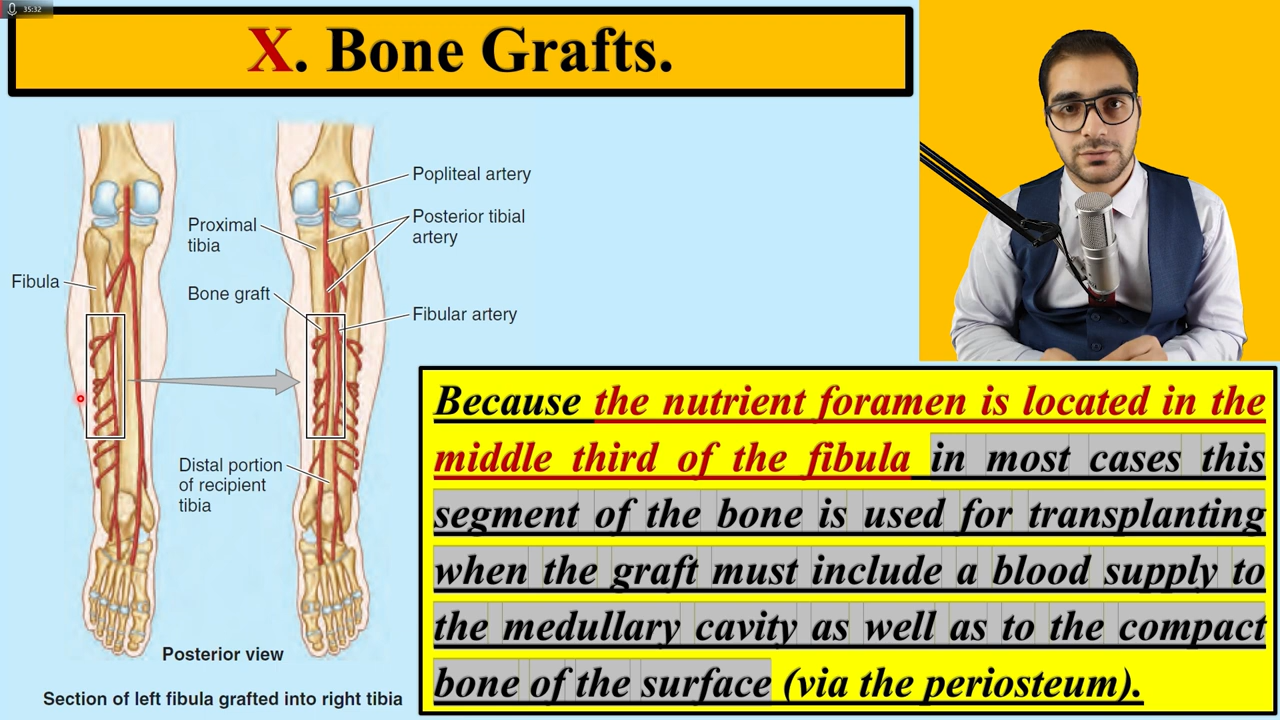 35:32
X. Bone Grafts.
Popliteal artery
Posterior tibial
artery
Proximal
tibia
Fibula
Bone graft
Fibular artery
Distal portion
of recipient
tibia
Posterior view
Section of left fibula grafted into right tibia
Because the nutrient foramen is located in the
middle third of the fibula in most cases this
segment of the bone is used for transplanting
when the graft must include a blood supply to
the medullary cavity as well as to the compact
bone of the surface (via the periosteum).